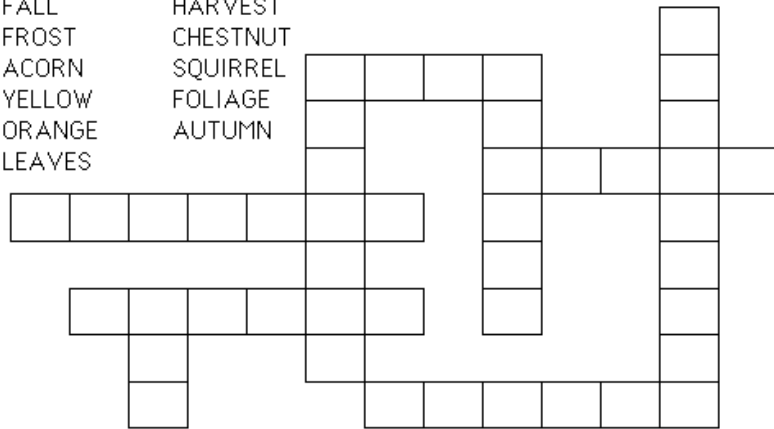 FALL HARVEST
FROST CHESTNUT
ACORN SQUIRREL
YELLOW FOLIAGE
ORANGE AUTUMN
LEAVES